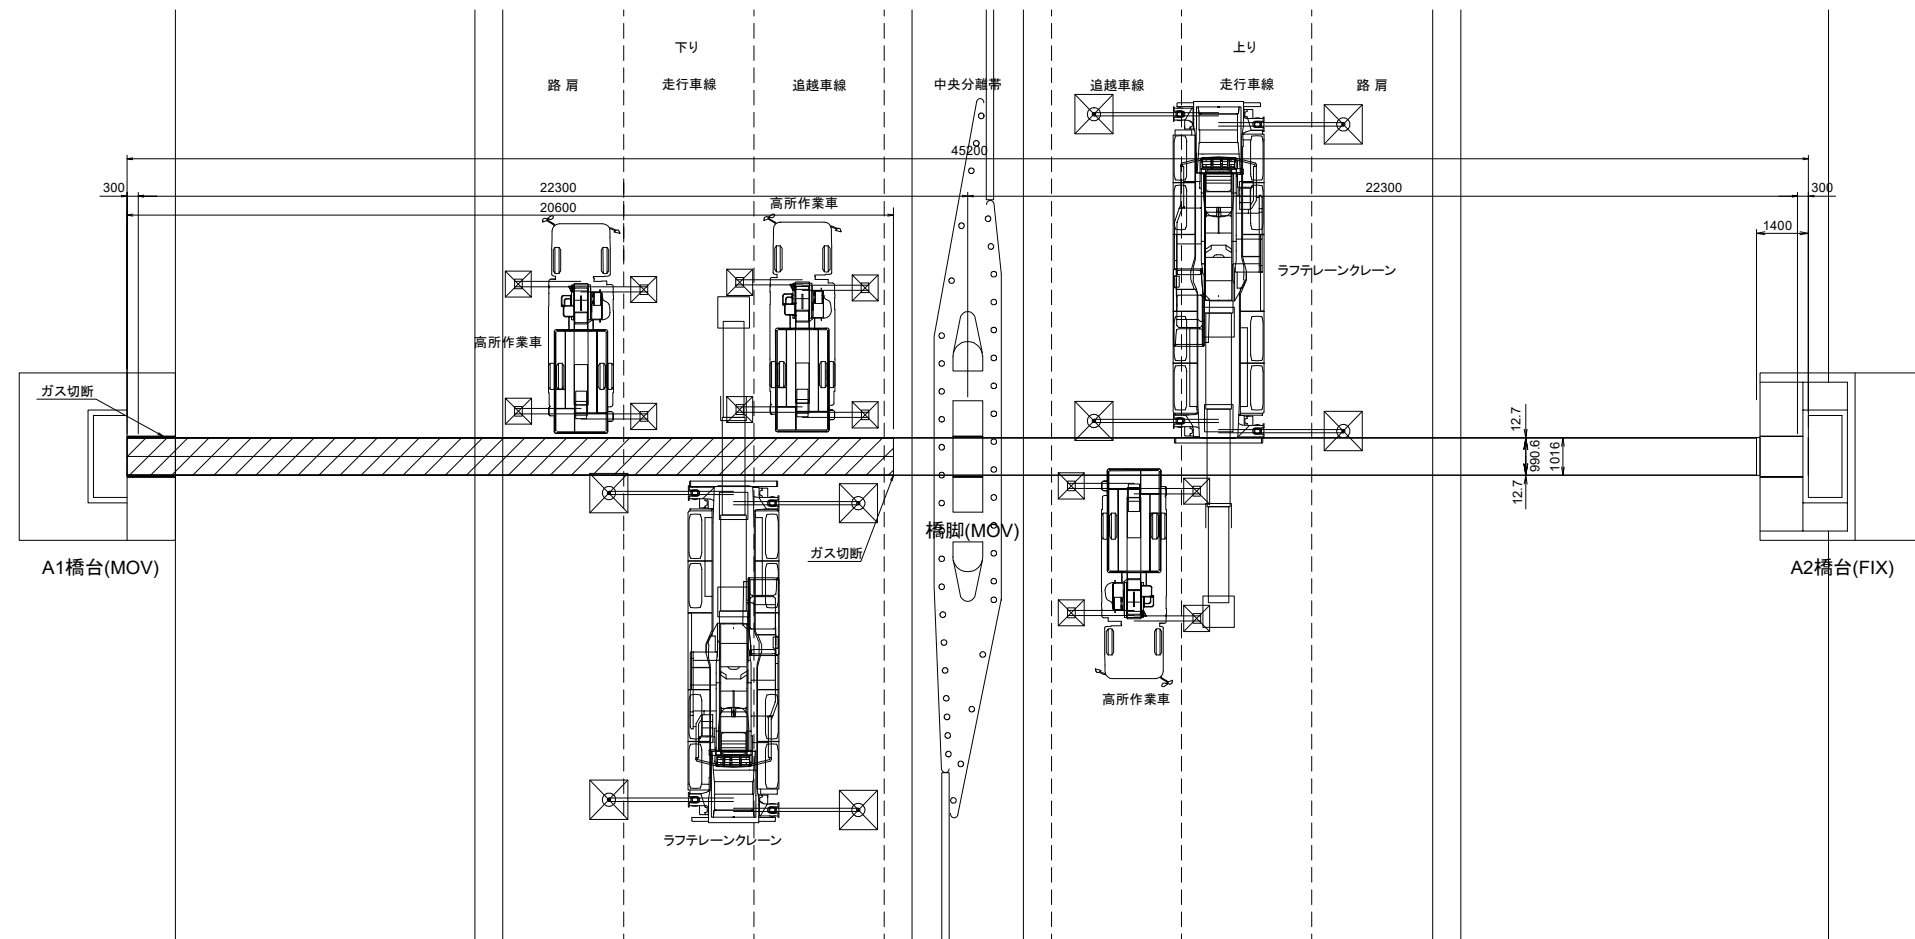 下り
上り
路 肩
走行車線
追越車線
中央分離帯
追越車線
走行車線
路 肩
45200
300
22300
22300
300
20600
高所作業車
1400
ラフテレーンクレーン
高所作業車
ガス切断
12.7
990.6
1016
12.7
橋脚(MOV)
ガス切断
A1橋台(MOV)
A2橋台(FIX)
高所作業車
ラフテレーンクレーン